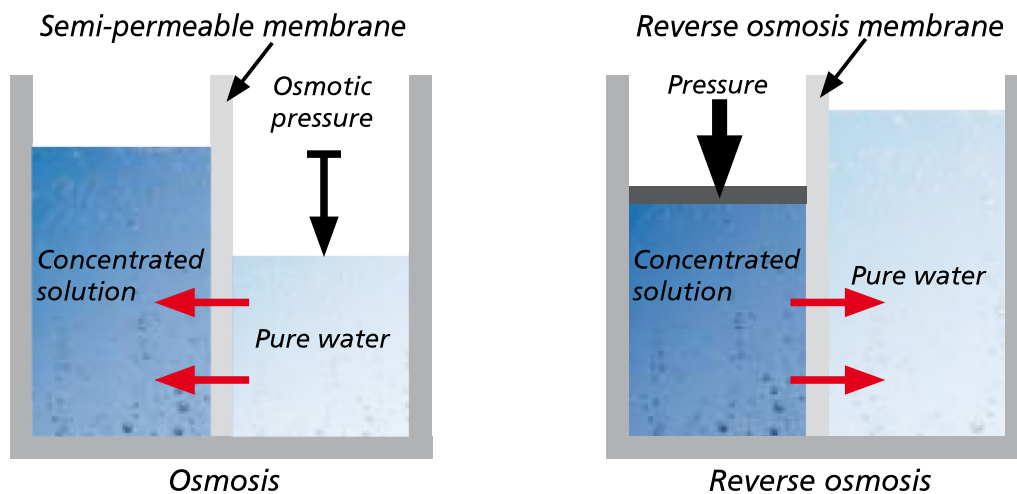 Semi-permeable membrane
Osmotic
pressure
Concentrated
solution
Pure water
Osmosis
Reverse osmosis membrane
Pressure
Concentrated
solution
Pure water
Reverse osmosis